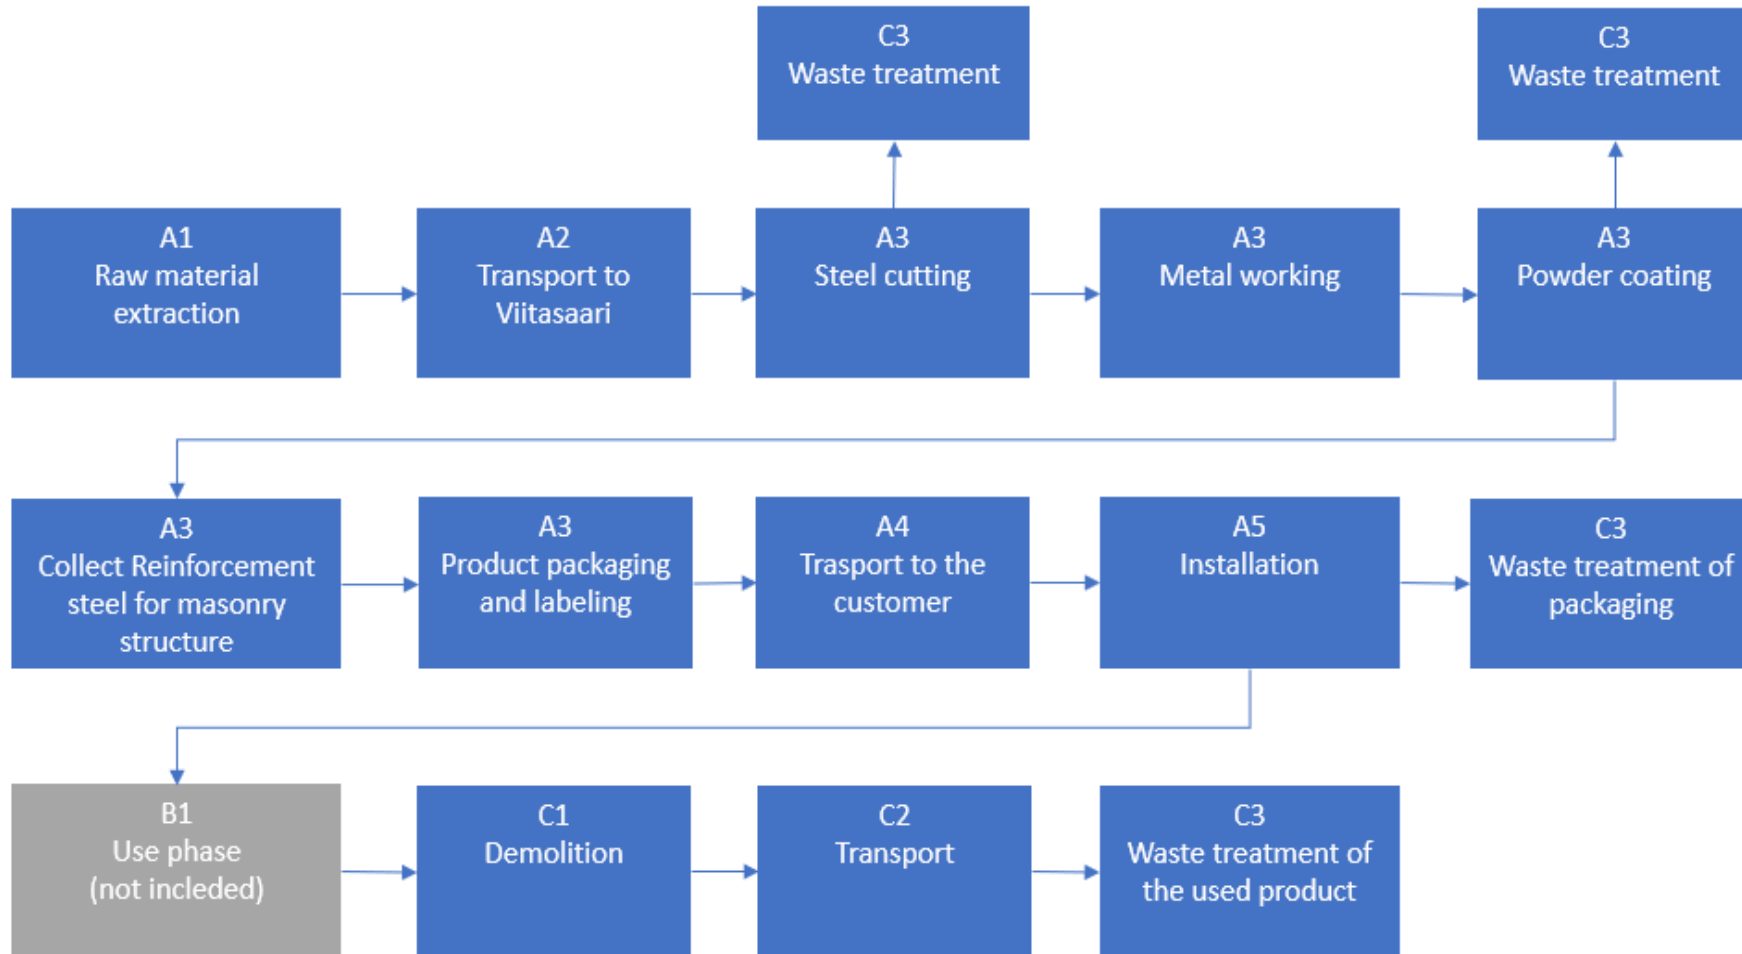 C3
Waste treatment
C3
Waste treatment
A1
Raw material
extraction
A2
Transport to
Viitasaari
A3
Steel cutting
A3
Metal working
A3
Powder coating
A3
Collect Reinforcement
steel for masonry
structure
A3
Product packaging
and labeling
A4
Trasport to the
customer
A5
Installation
C3
Waste treatment of
packaging
B1
Use phase
(not incleded)
C1
Demolition
C2
Transport
C3
Waste treatment of
the used product